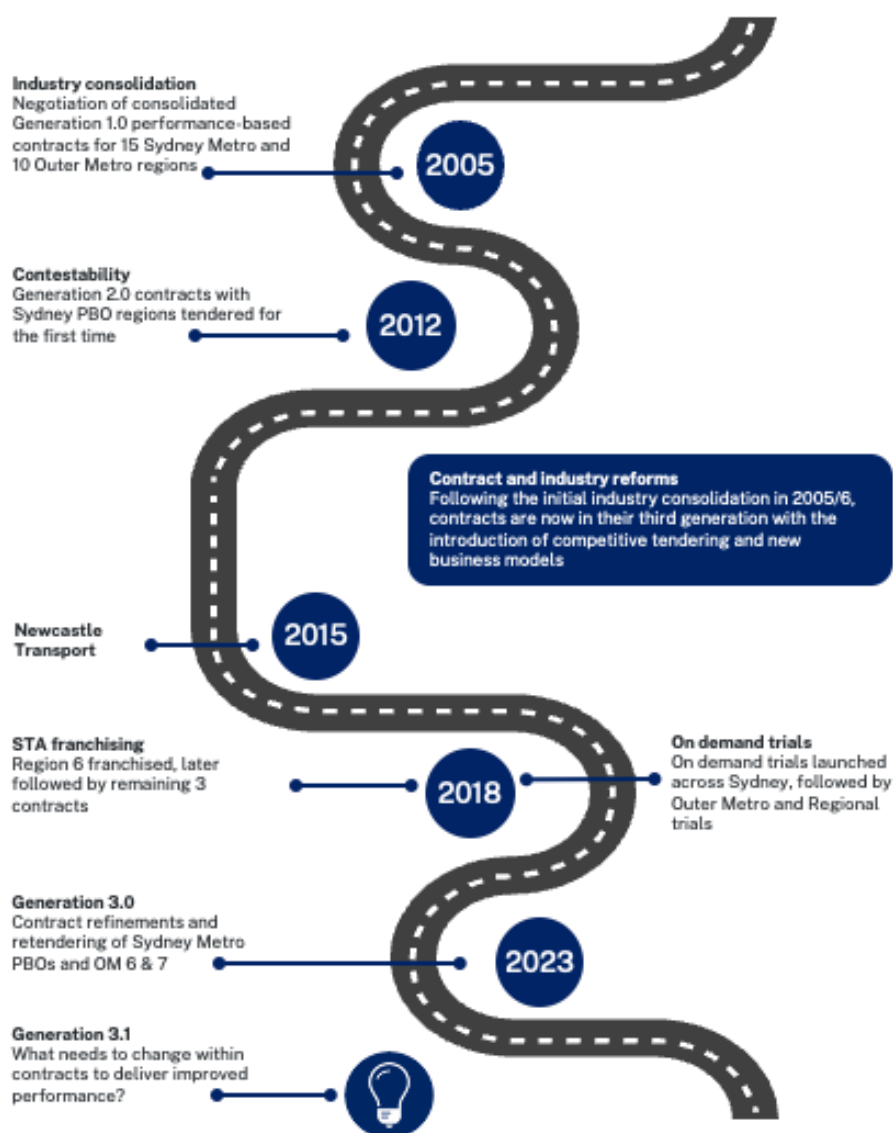 Industry consolidation
Negotiation of consolidated
Generation 1.0 performance-based
contracts for 15 Sydney Metro and
10 Outer Metro regions
2005
Contestability
Generation 2.0 contracts with
Sydney PBO regions tendered for
the first time
2012
Contract and industry reforms
Following the initial industry consolidation in 2005/6,
contracts are now in their third generation with the
introduction of competitive tendering and new
business models
Newcastle
Transport
2015
STA franchising
Region 6 franchised, later
followed by remaining 3
contracts
2018
On demand trials
On demand trials launched
across Sydney, followed by
Outer Metro and Regional
trials
Generation 3.0
Contract refinements and
retendering of Sydney Metro
PBOs and OM 6 & 7
2023
Generation 3.1
What needs to change within
contracts to deliver improved
performance?